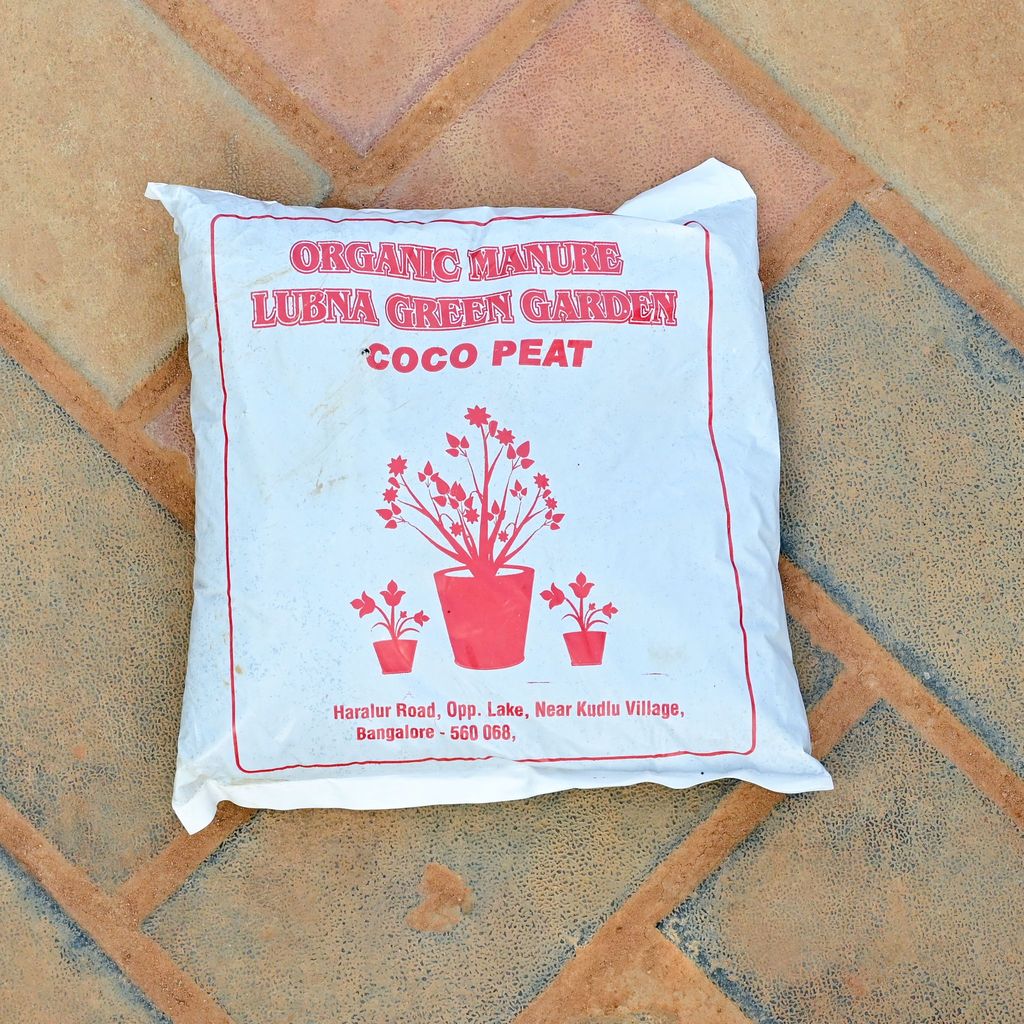 ORGANIC MANURE
LUBNA GREEN GARDEN
COCO PEAT
Haralur Road, Opp. Lake, Near Kudlu Village,
Bangalore - 560 068,